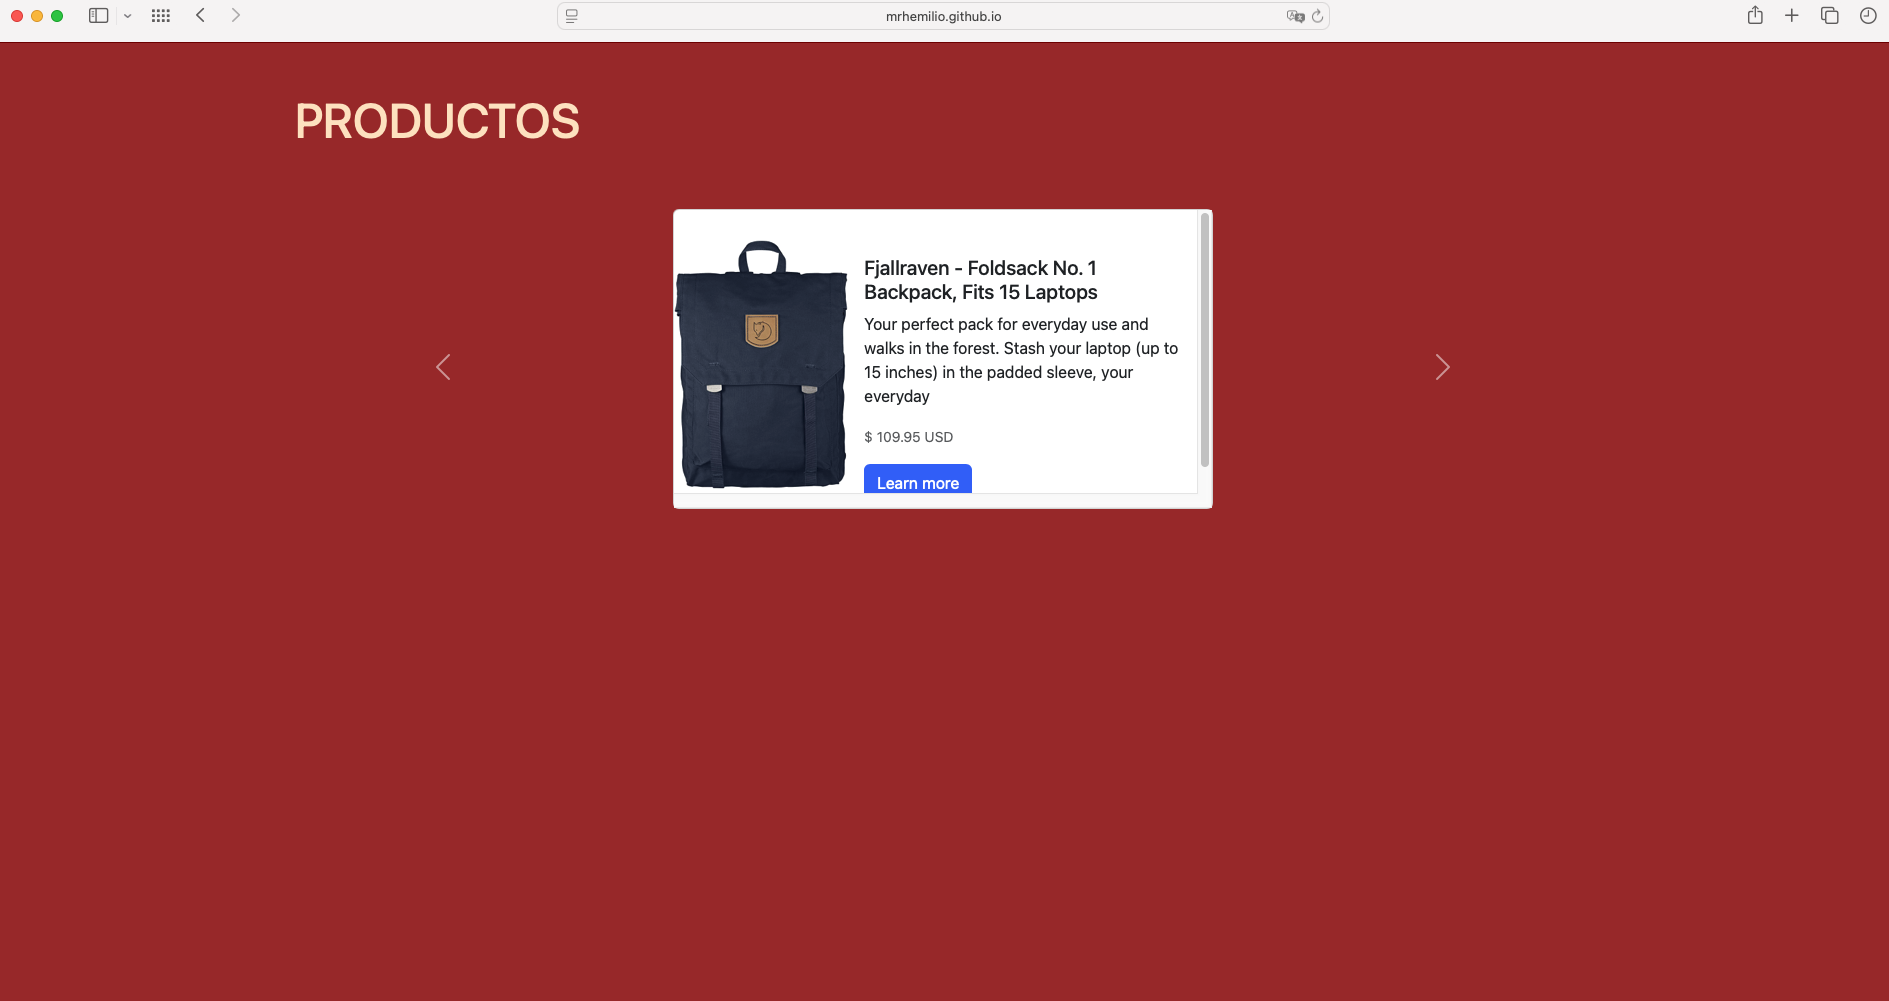 mrhemilio.github.io
PRODUCTOS
Fjallraven - Foldsack No. 1
Backpack, Fits 15 Laptops
Your perfect pack for everyday use and
walks in the forest. Stash your laptop (up to
15 inches) in the padded sleeve, your
everyday
$ 109.95 USD
Learn more